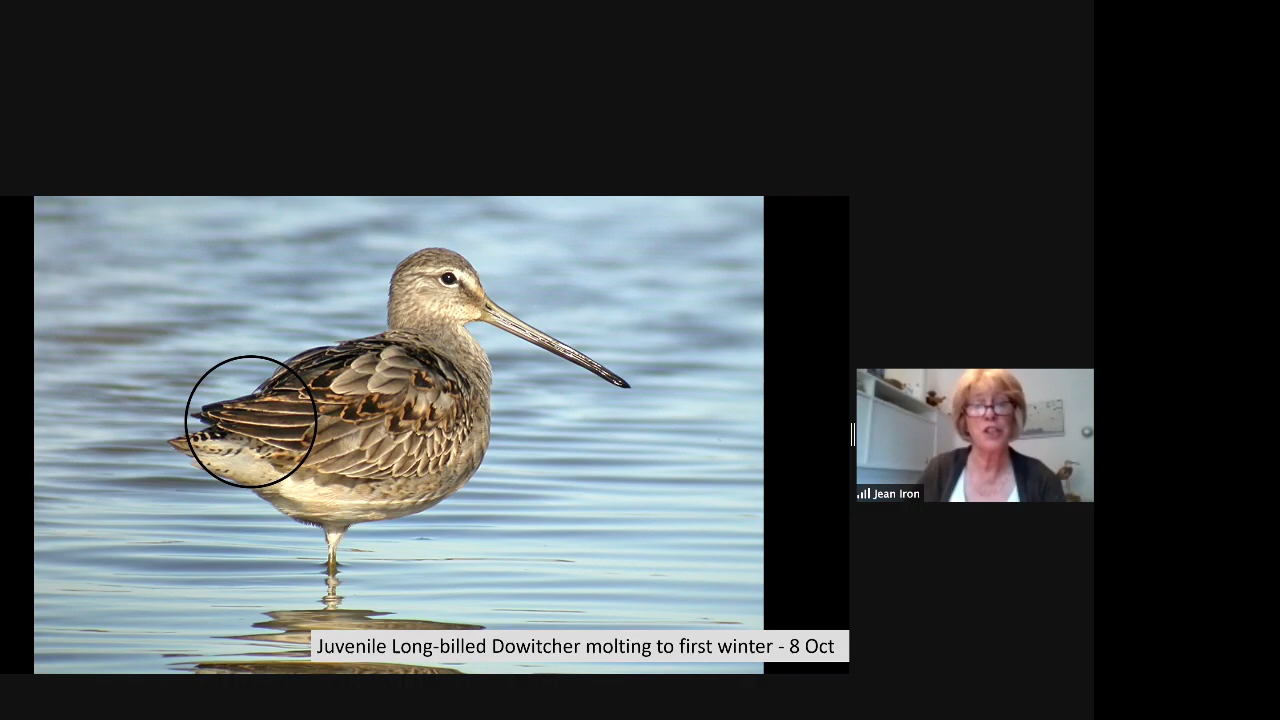 Juvenile Long-billed Dowitcher molting to first winter - 8 Oct
Jean Iron